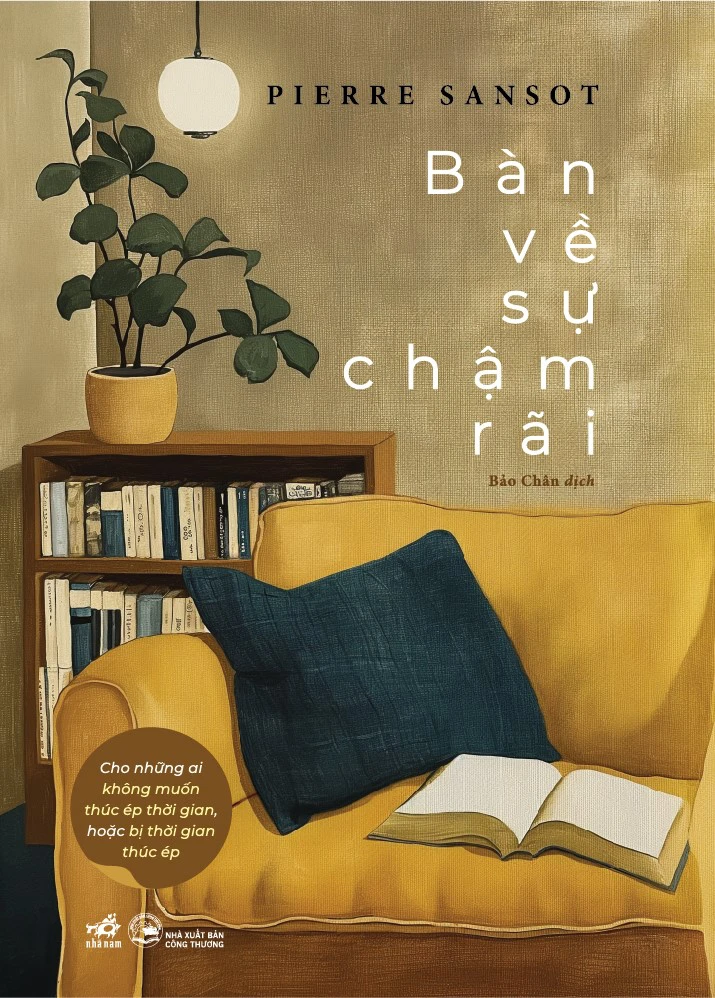 PIERRE SANSOT
Bàn
về
sự
chậm
rãi
Bảo Chân dịch
Cho những ai
không muốn
thúc ép thời gian,
hoặc bị thời gian
thúc ép
nhã nam
NHÀ XUẤT BẢN
CÔNG THƯƠNG